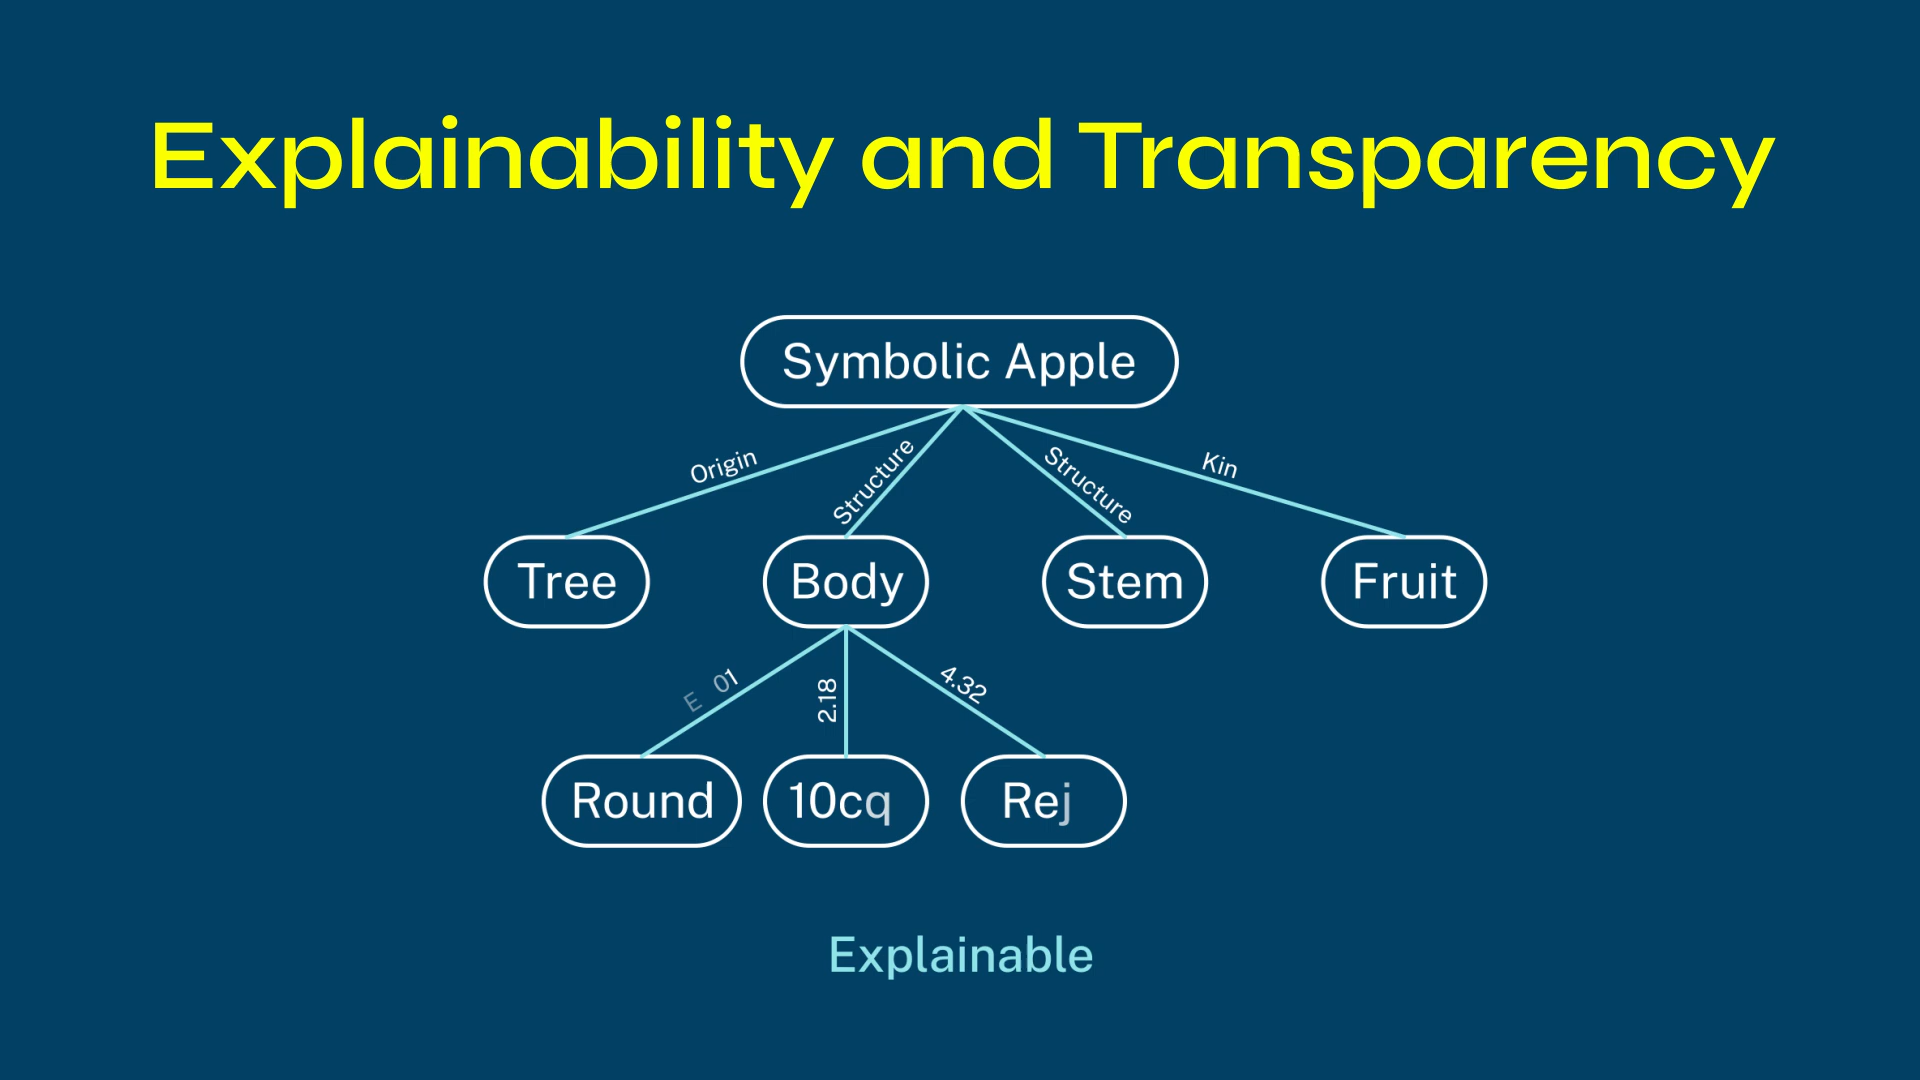 Explainability and Transparency
Symbolic Apple
Origin
Structure
Structure
Kin
Tree
Body
Stem
Fruit
E 01
2.18
4.32
Round
10cq
Rej
Explainable